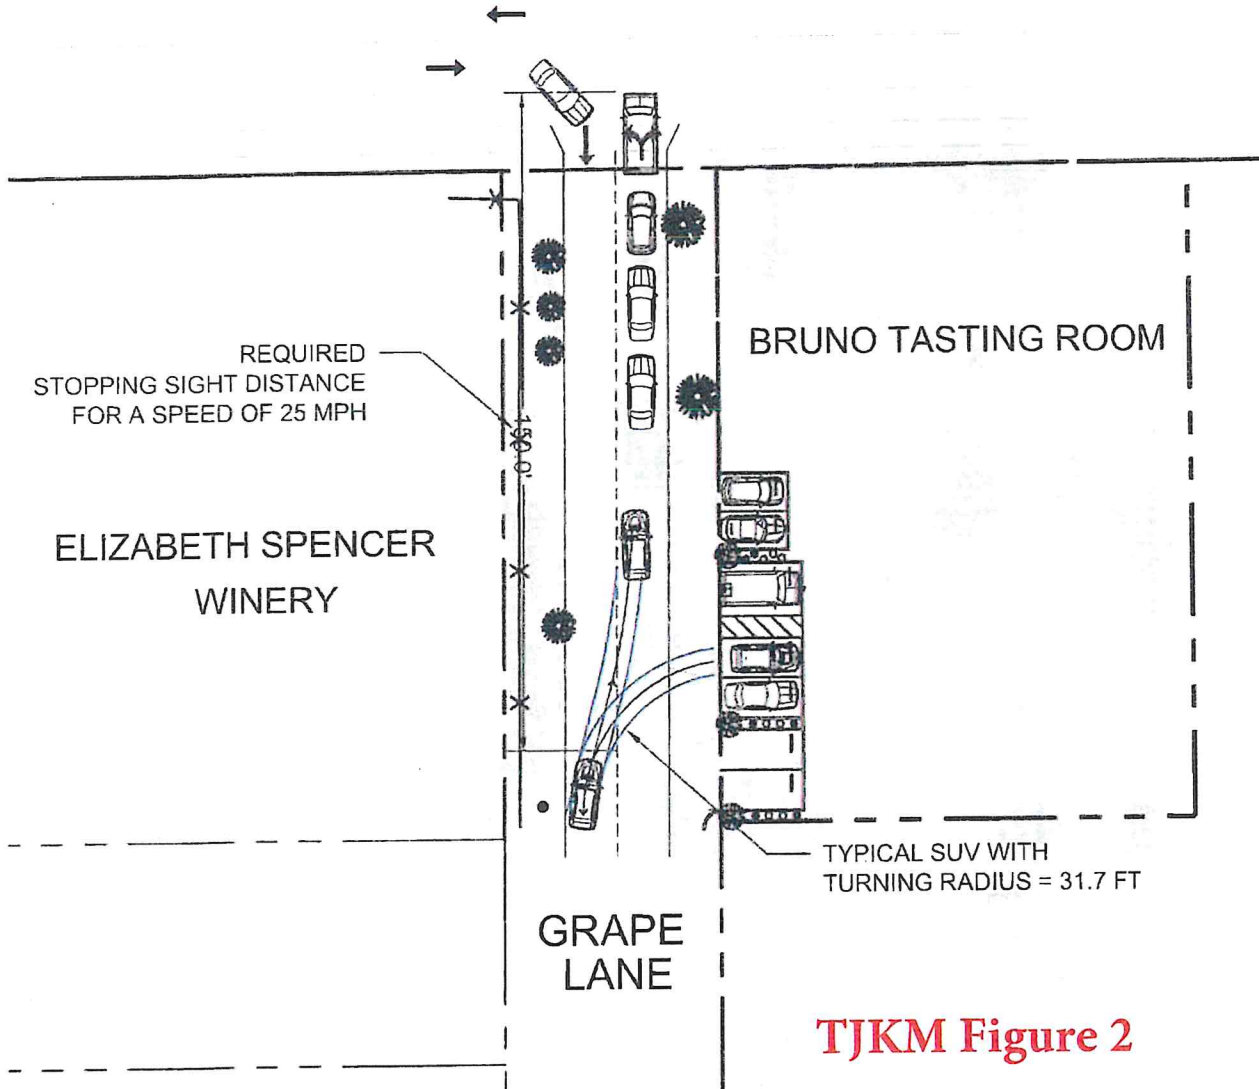 REQUIRED
STOPPING SIGHT DISTANCE
FOR A SPEED OF 25 MPH
150.0'
BRUNO TASTING ROOM
ELIZABETH SPENCER
WINERY
TYPICAL SUV WITH
TURNING RADIUS = 31.7 FT
GRAPE
LANE
TJKM Figure 2